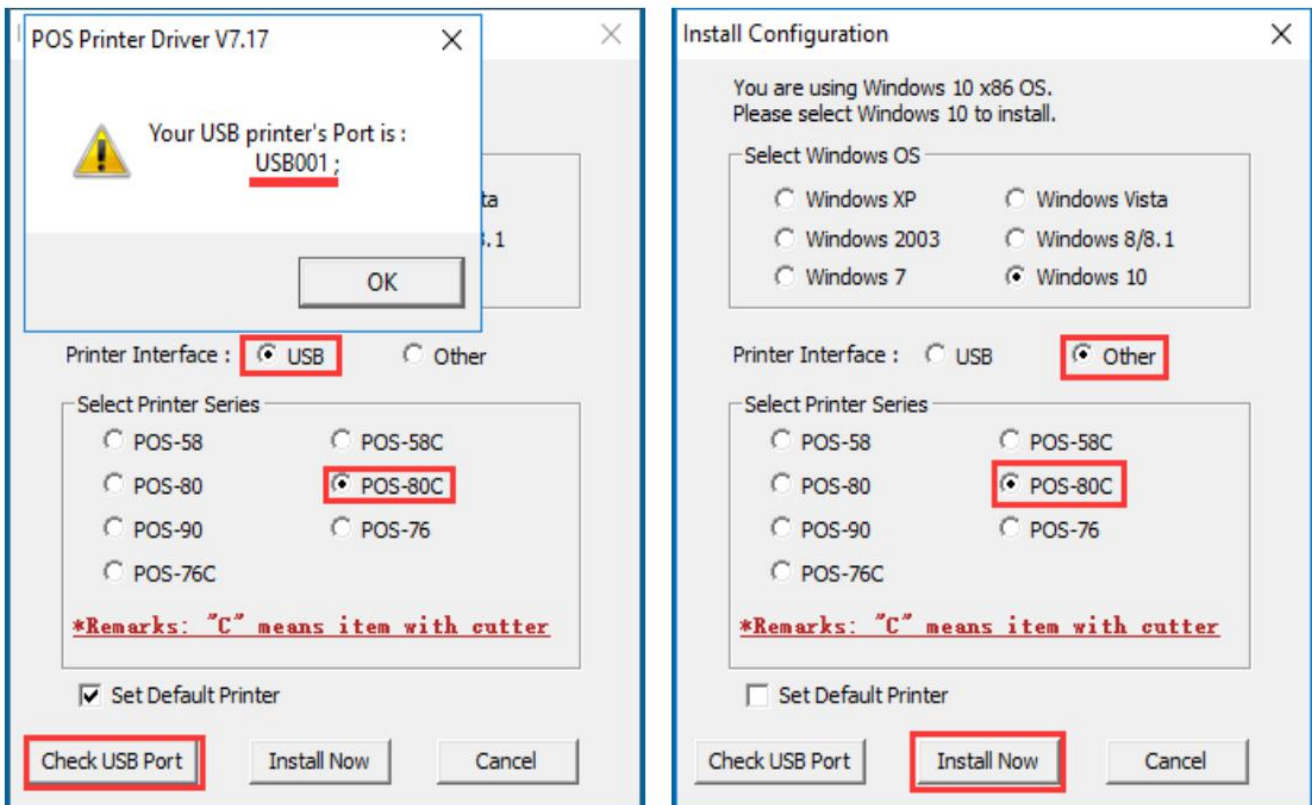 POS Printer Driver V7.17
Your USB printer's Port is :
USB001 ;
OK
ta
.1
Printer Interface : USB Other
Select Printer Series
POS-58 POS-58C
POS-80 POS-80C
POS-90 POS-76
POS-76C
*Remarks: "C" means item with cutter
Set Default Printer
Check USB Port Install Now Cancel
Install Configuration
You are using Windows 10 x86 OS.
Please select Windows 10 to install.
Select Windows OS
Windows XP Windows Vista
Windows 2003 Windows 8/8.1
Windows 7 Windows 10
Printer Interface : USB Other
Select Printer Series
POS-58 POS-58C
POS-80 POS-80C
POS-90 POS-76
POS-76C
*Remarks: "C" means item with cutter
Set Default Printer
Check USB Port Install Now Cancel